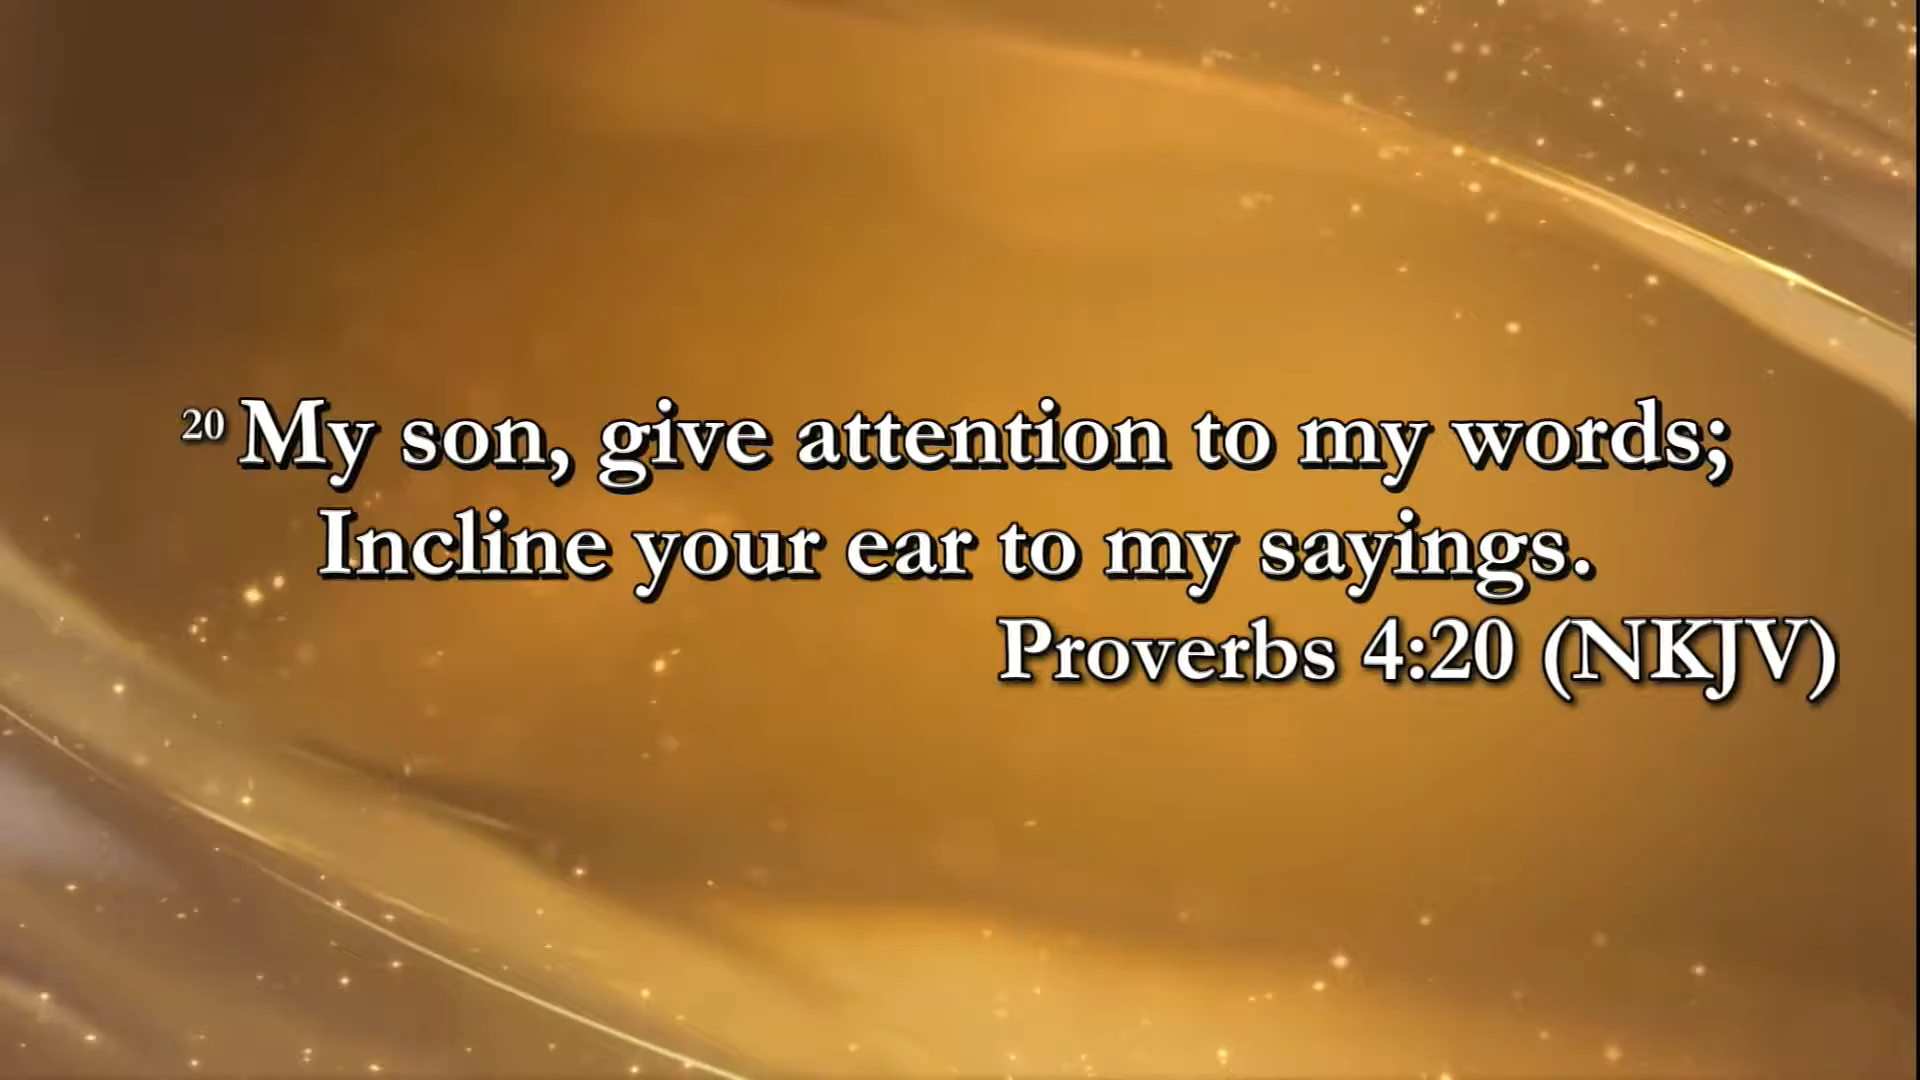 20 My son, give attention to my words;
Incline your ear to my sayings.
Proverbs 4:20 (NKJV)